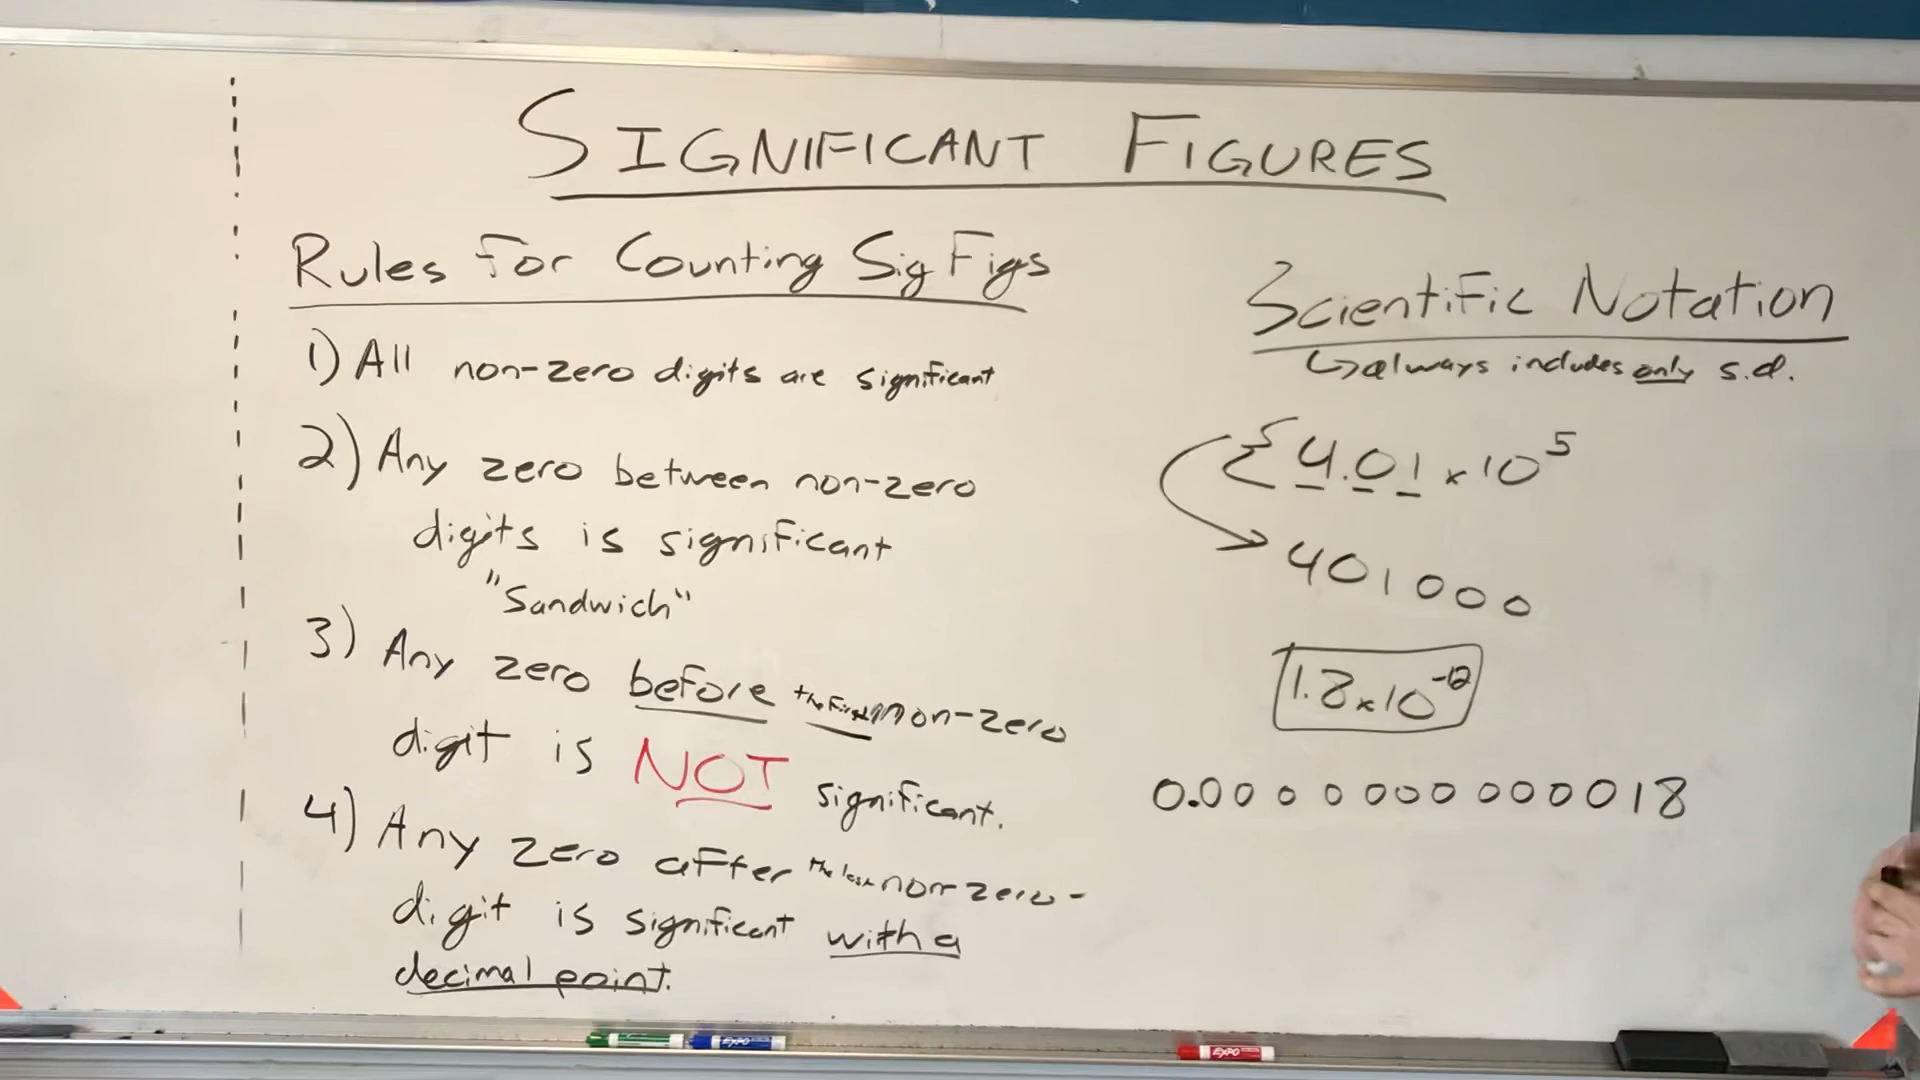 SIGNIFICANT FIGURES
Rules For Counting Sig Figs
1) All non-zero digits are significant
2) Any zero between non-zero
digits is significant
"Sandwich"
3) Any zero before the first non-zero
digit is NOT significant.
4) Any zero after the last non zero-
digit is significant with a
decimal point.
Scientific Notation
↳always includes only s.d.
4.01 x 10⁵
401000
1.8 x 10⁻¹²
0.0000000000018
EXPO
EXPO